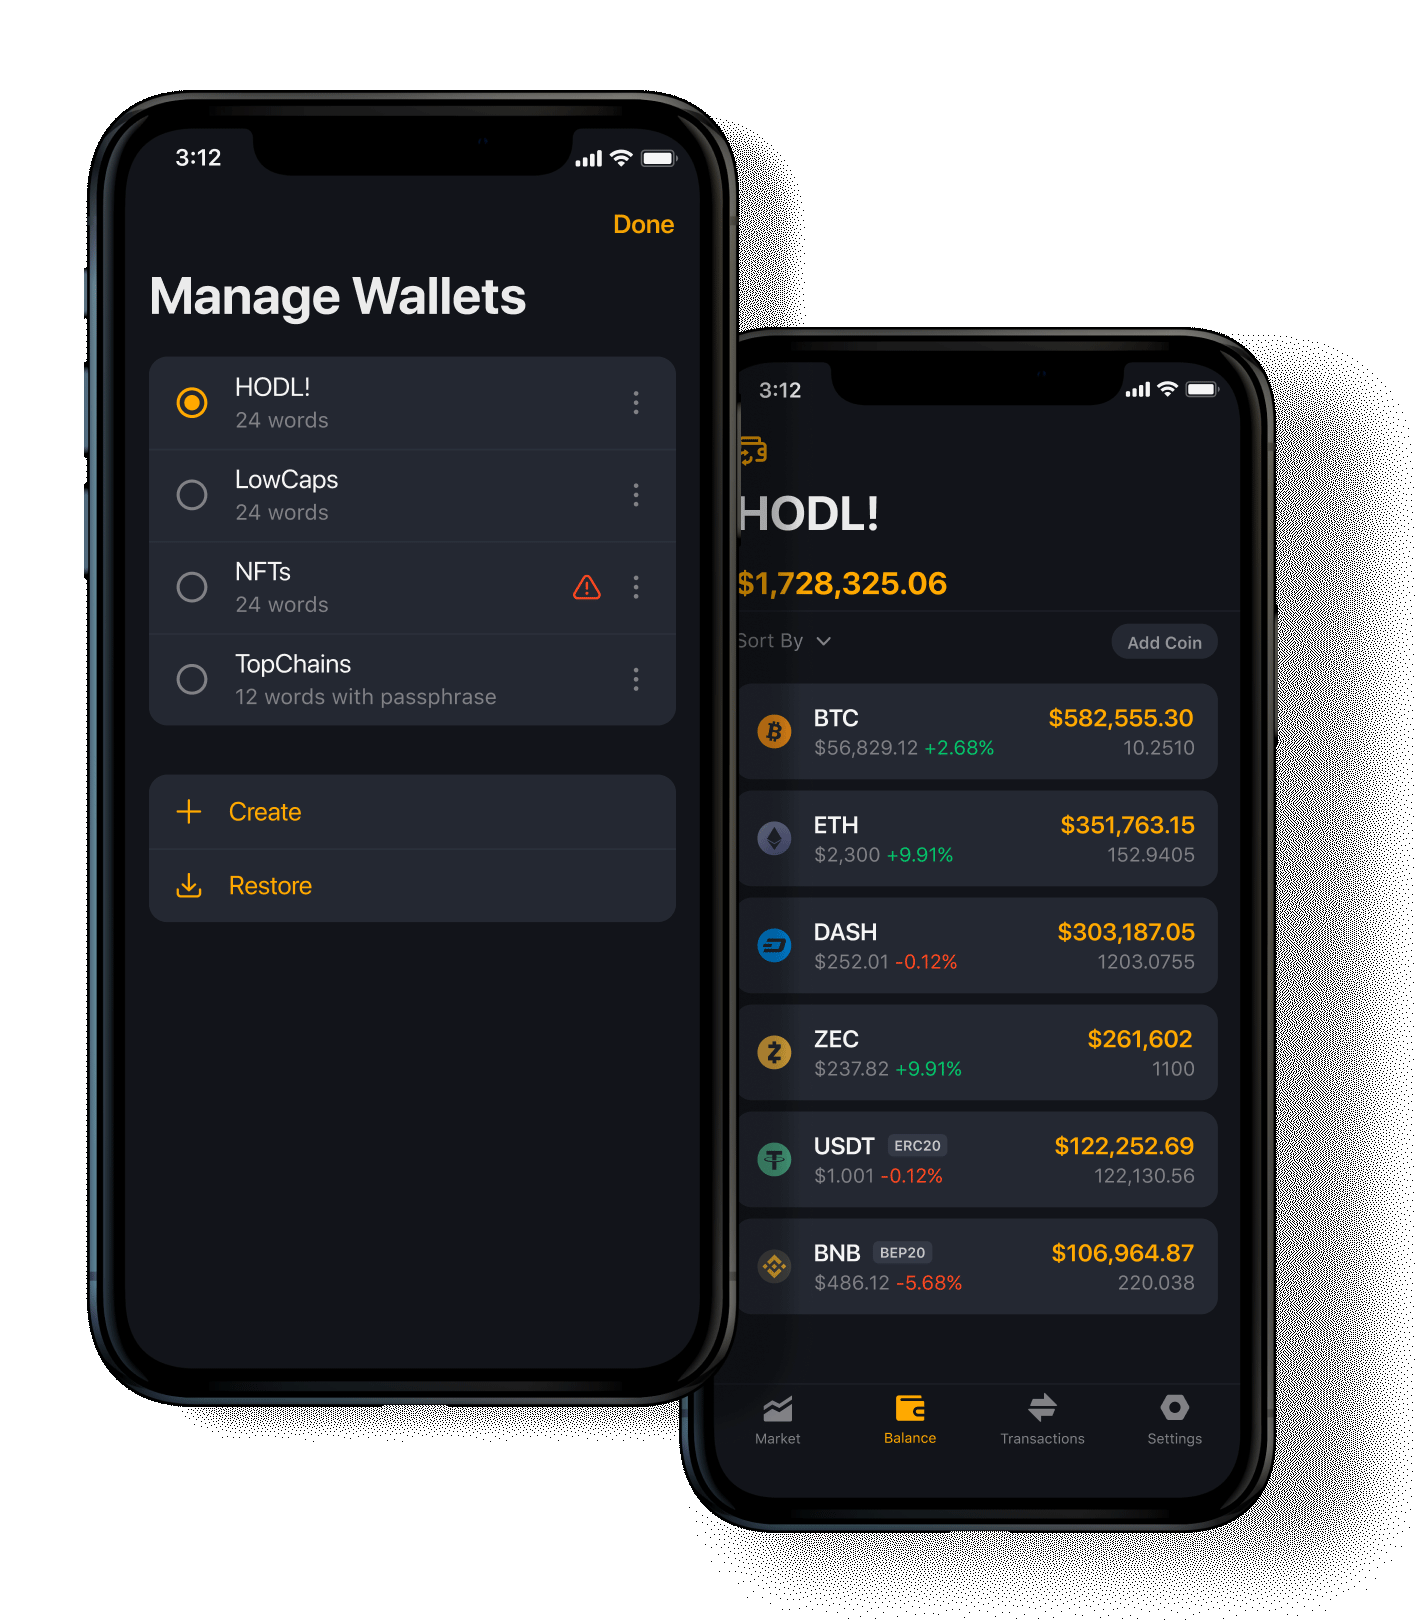 3:12
Done
Manage Wallets
HODL!
24 words
LowCaps
24 words
NFTs
24 words
TopChains
12 words with passphrase
Create
Restore
3:12
HODL!
$1,728,325.06
Sort By
Add Coin
BTC $582,555.30
$56,829.12 +2.68% 10.2510
ETH $351,763.15
$2,300 +9.91% 152.9405
DASH $303,187.05
$252.01 -0.12% 1203.0755
ZEC $261,602
$237.82 +9.91% 1100
USDT ERC20 $122,252.69
$1.001 -0.12% 122,130.56
BNB BEP20 $106,964.87
$486.12 -5.68% 220.038
Market Balance Transactions Settings